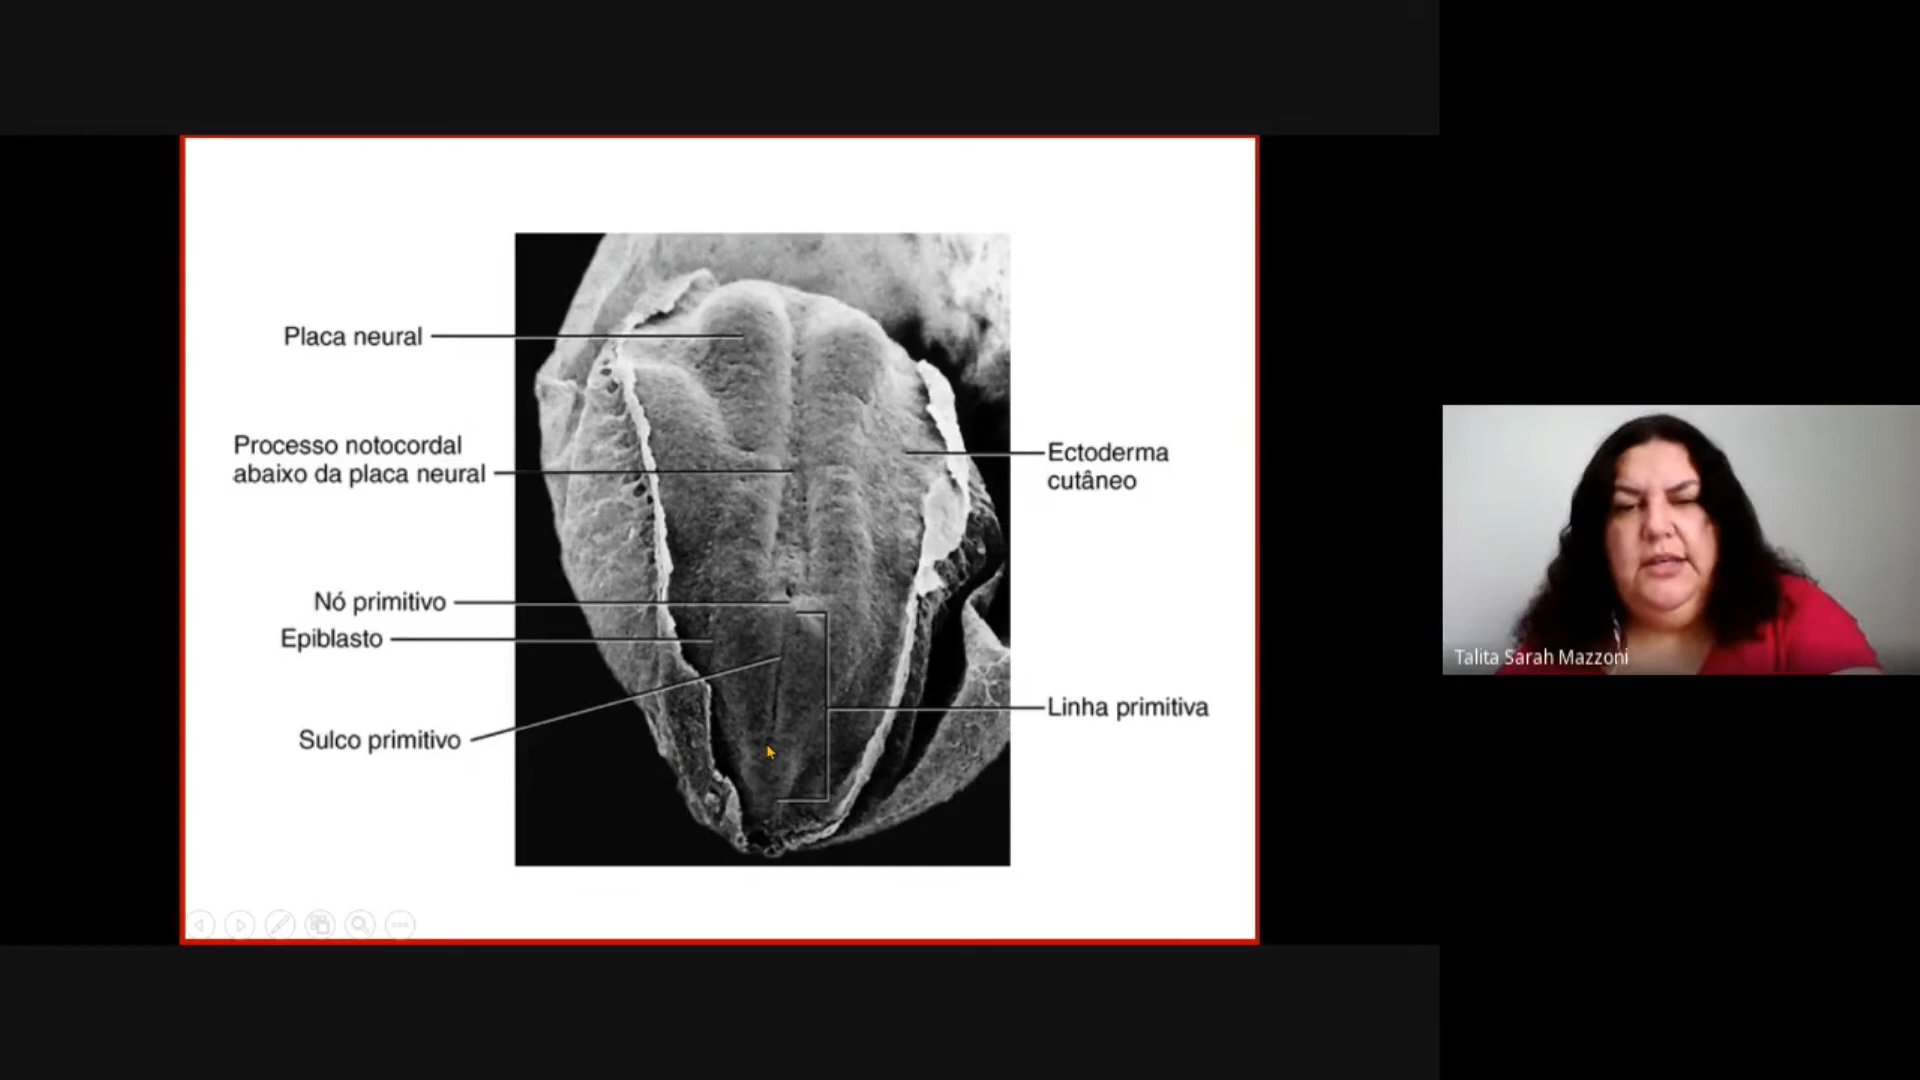 Placa neural
Processo notocordal
abaixo da placa neural
Nó primitivo
Epiblasto
Sulco primitivo
Ectoderma
cutâneo
Linha primitiva
Talita Sarah Mazzoni